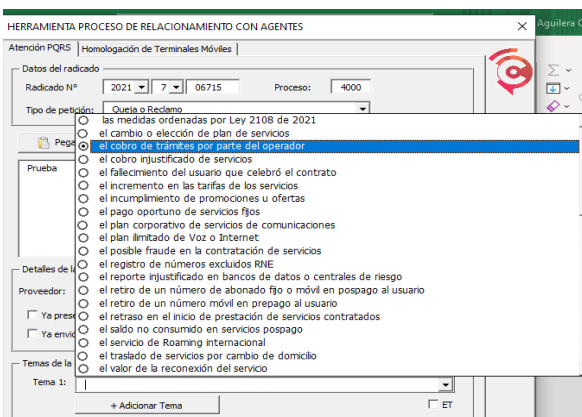 HERRAMIENTA PROCESO DE RELACIONAMIENTO CON AGENTES
Aguilera
Atención PQRS Homologación de Terminales Móviles
Datos del radicado
Radicado Nº 2021 7 06715 Proceso: 4000
Tipo de petición: Queja o Reclamo
las medidas ordenadas por Ley 2108 de 2021
el cambio o elección de plan de servicios
el cobro de trámites por parte del operador
el cobro injustificado de servicios
el fallecimiento del usuario que celebró el contrato
el incremento en las tarifas de los servicios
el incumplimiento de promociones u ofertas
el pago oportuno de servicios fijos
el plan corporativo de servicios de comunicaciones
el plan ilimitado de Voz o Internet
el posible fraude en la contratación de servicios
el registro de números excluidos RNE
el reporte injustificado en bancos de datos o centrales de riesgo
el retiro de un número de abonado fijo o móvil en pospago al usuario
el retiro de un número móvil en prepago al usuario
el retraso en el inicio de prestación de servicios contratados
el saldo no consumido en servicios pospago
el servicio de Roaming internacional
el traslado de servicios por cambio de domicilio
el valor de la reconexión del servicio
Pega
Prueba
Detalles de la
Proveedor:
Ya prese
Ya envió
Temas de la
Tema 1:
+ Adicionar Tema ET